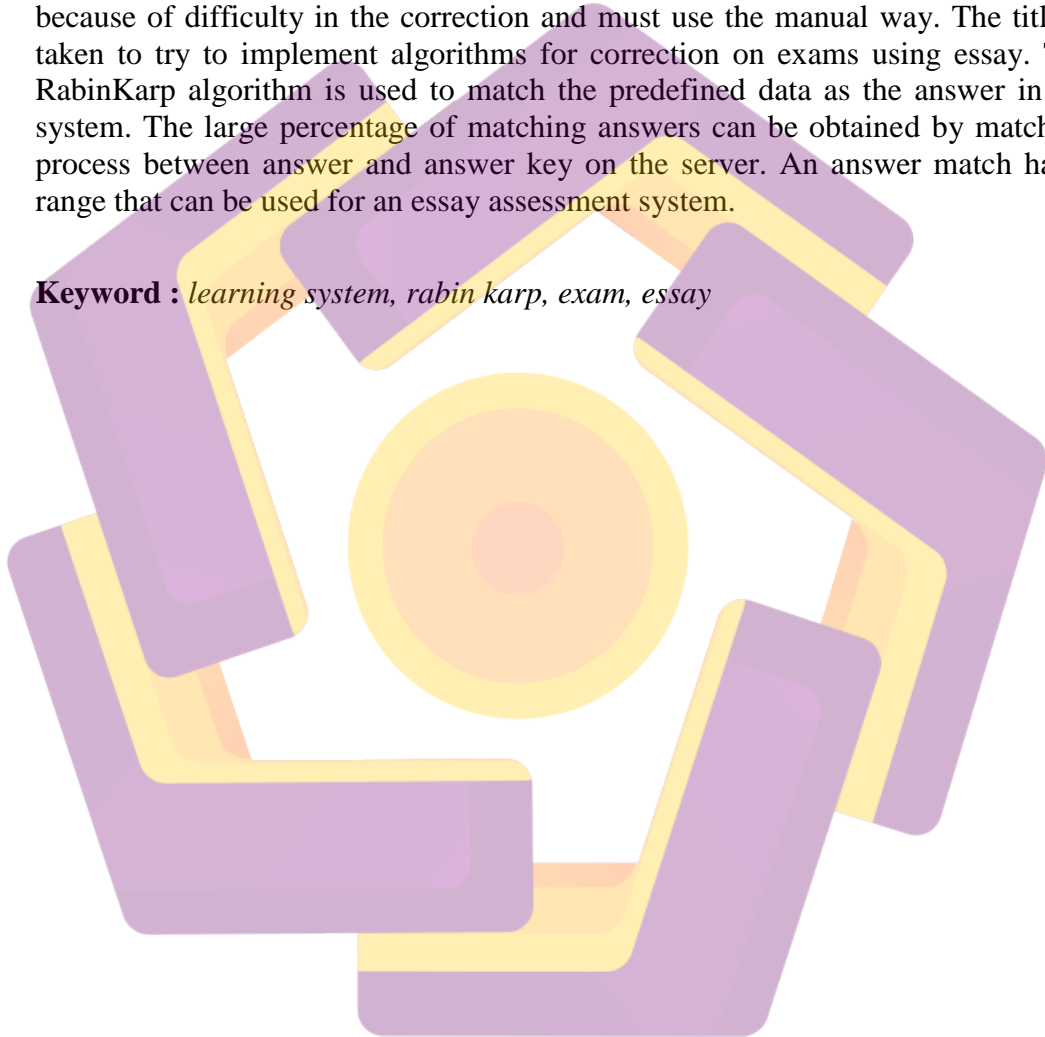 because of difficulty in the correction and must use the manual way. The titl
taken to try to implement algorithms for correction on exams using essay.
RabinKarp algorithm is used to match the predefined data as the answer in
system. The large percentage of matching answers can be obtained by match
process between answer and answer key on the server. An answer match ha
range that can be used for an essay assessment system.
Keyword : learning system, rabin karp, exam, essay